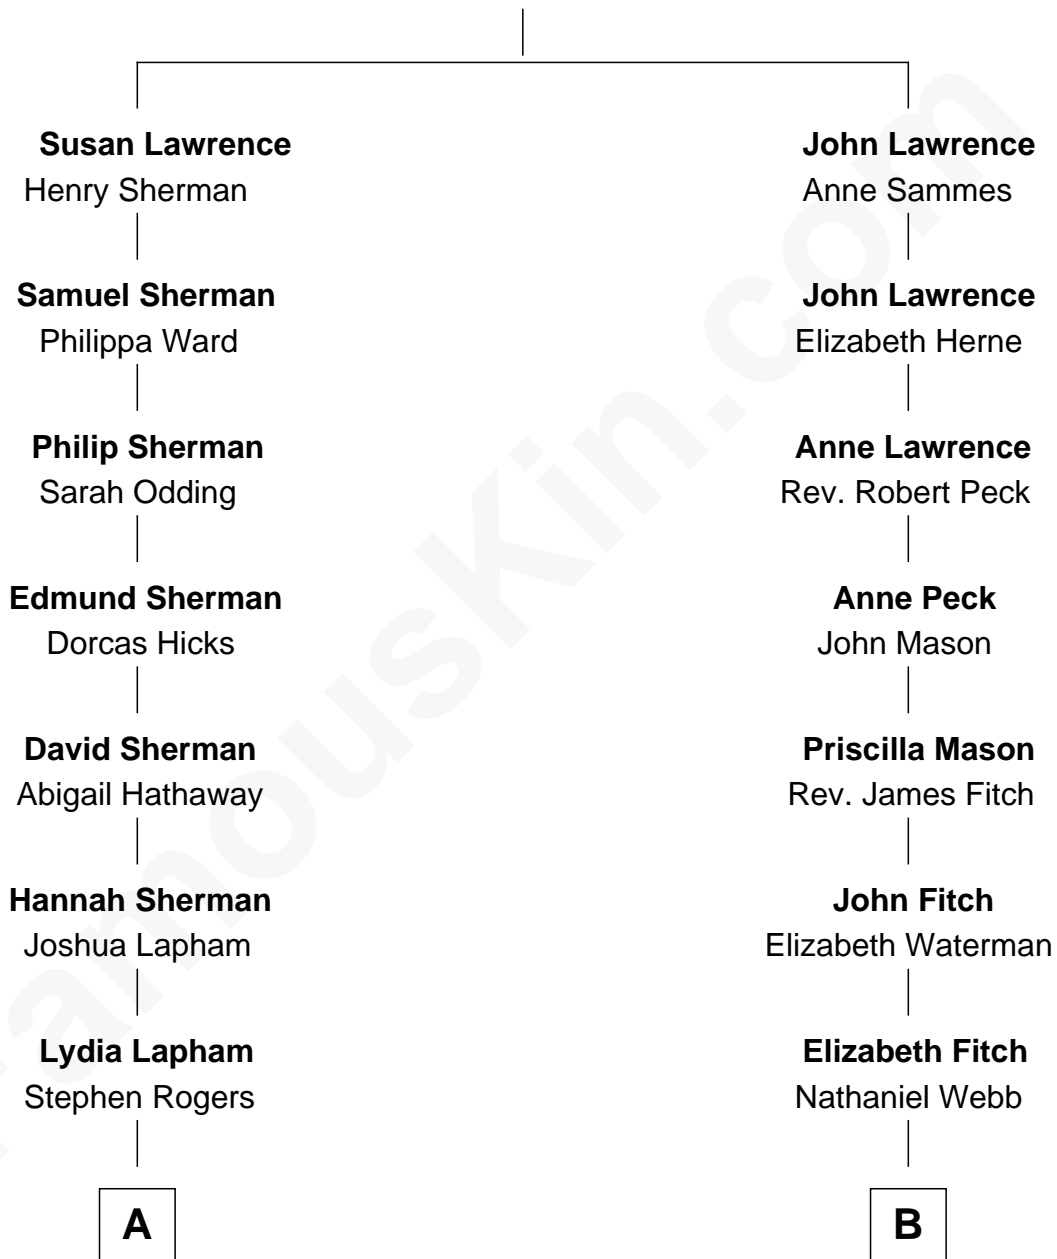 Susan Lawrence
Henry Sherman
Samuel Sherman
Philippa Ward
Philip Sherman
Sarah Odding
Edmund Sherman
Dorcas Hicks
David Sherman
Abigail Hathaway
Hannah Sherman
Joshua Lapham
Lydia Lapham
Stephen Rogers
A
John Lawrence
Anne Sammes
John Lawrence
Elizabeth Herne
Anne Lawrence
Rev. Robert Peck
Anne Peck
John Mason
Priscilla Mason
Rev. James Fitch
John Fitch
Elizabeth Waterman
Elizabeth Fitch
Nathaniel Webb
B
FamousKin.com